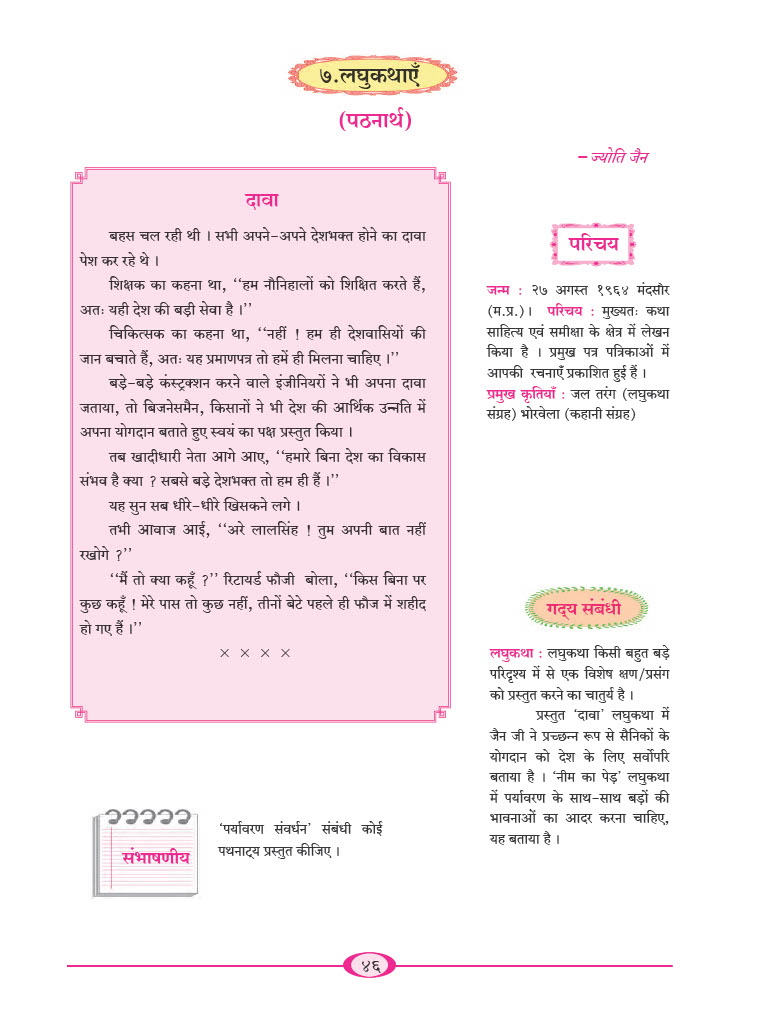 ७.लघुकथाएँ
(पठनार्थ)
– ज्योति जैन
दावा
बहस चल रही थी । सभी अपने-अपने देशभक्त होने का दावा
पेश कर रहे थे ।
शिक्षक का कहना था, ‘‘हम नौनिहालों को शिक्षित करते हैं,
अतः यही देश की बड़ी सेवा है ।’’
चिकित्सक का कहना था, ‘‘नहीं ! हम ही देशवासियों की
जान बचाते हैं, अतः यह प्रमाणपत्र तो हमें ही मिलना चाहिए ।’’
बड़े-बड़े कंस्ट्रक्शन करने वाले इंजीनियरों ने भी अपना दावा
जताया, तो बिजनेसमैन, किसानों ने भी देश की आर्थिक उन्नति में
अपना योगदान बताते हुए स्वयं का पक्ष प्रस्तुत किया ।
तब खादीधारी नेता आगे आए, ‘‘हमारे बिना देश का विकास
संभव है क्या ? सबसे बड़े देशभक्त तो हम ही हैं ।’’
यह सुन सब धीरे-धीरे खिसकने लगे ।
तभी आवाज आई, ‘‘अरे लालसिंह ! तुम अपनी बात नहीं
रखोगे ?’’
‘‘मैं तो क्या कहूँ ?’’ रिटायर्ड फौजी बोला, ‘‘किस बिना पर
कुछ कहूँ ! मेरे पास तो कुछ नहीं, तीनों बेटे पहले ही फौज में शहीद
हो गए हैं ।’’
× × × ×
परिचय
जन्म : २७ अगस्त १९६४ मंदसौर
(म.प्र.)। परिचय : मुख्यतः कथा
साहित्य एवं समीक्षा के क्षेत्र में लेखन
किया है । प्रमुख पत्र पत्रिकाओं में
आपकी रचनाएँ प्रकाशित हुई हैं ।
प्रमुख कृतियाँ : जल तरंग (लघुकथा
संग्रह) भोरवेला (कहानी संग्रह)
गद्य संबंधी
लघुकथा : लघुकथा किसी बहुत बड़े
परिदृश्य में से एक विशेष क्षण/प्रसंग
को प्रस्तुत करने का चातुर्य है ।
प्रस्तुत ‘दावा’ लघुकथा में
जैन जी ने प्रच्छन्न रूप से सैनिकों के
योगदान को देश के लिए सर्वोपरि
बताया है । ‘नीम का पेड़’ लघुकथा
में पर्यावरण के साथ-साथ बड़ों की
भावनाओं का आदर करना चाहिए,
यह बताया है ।
संभाषणीय
‘पर्यावरण संवर्धन’ संबंधी कोई
पथनाट्य प्रस्तुत कीजिए ।
४६